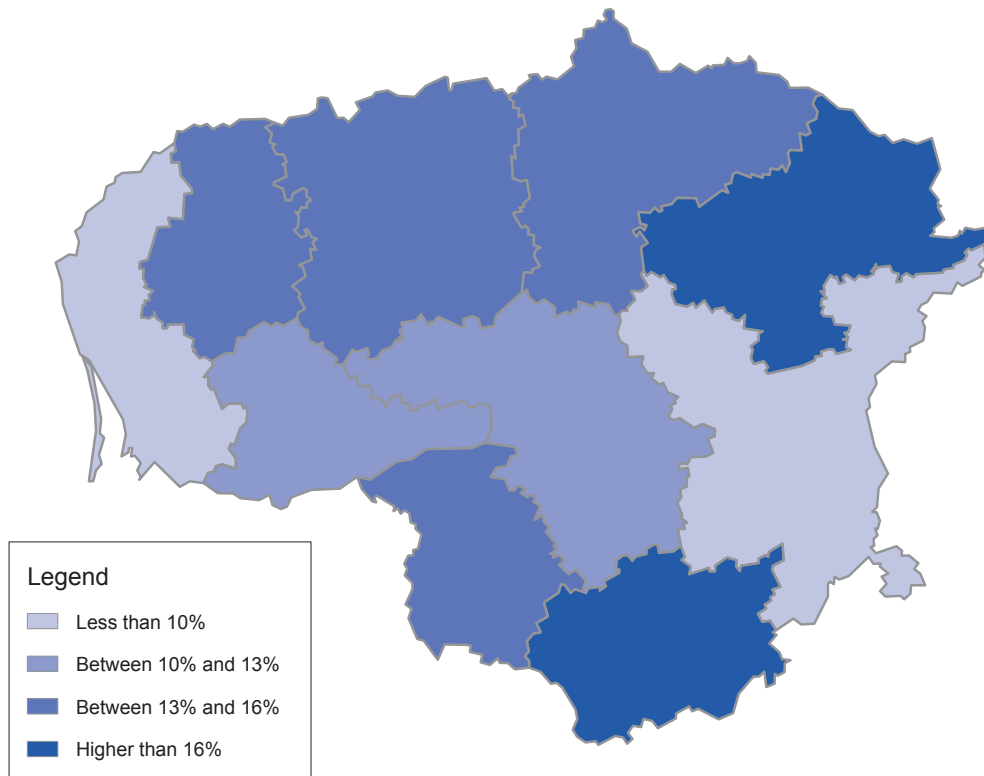 Legend
Less than 10%
Between 10% and 13%
Between 13% and 16%
Higher than 16%